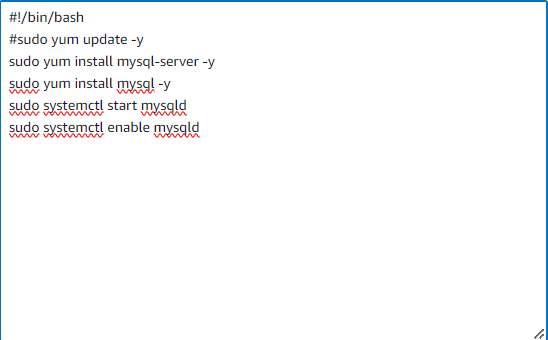 #!/bin/bash
#sudo yum update -y
sudo yum install mysql-server -y
sudo yum install mysql -y
sudo systemctl start mysqld
sudo systemctl enable mysqld